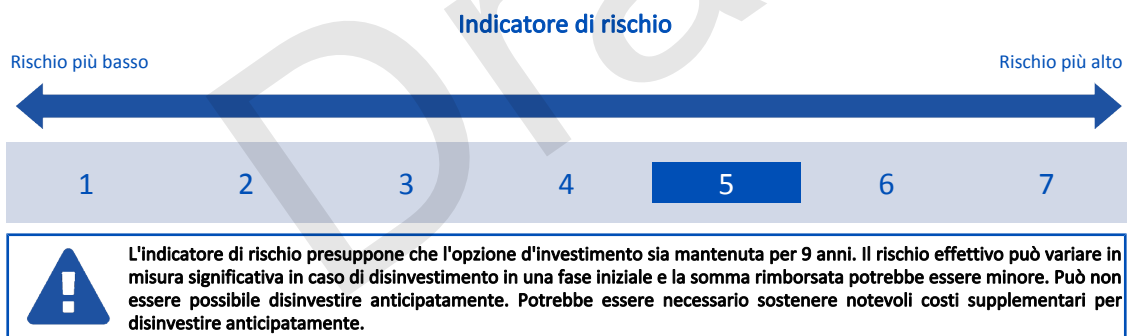 Indicatore di rischio
Rischio più basso Rischio più alto
1 2 3 4 5 6 7
L'indicatore di rischio presuppone che l'opzione d'investimento sia mantenuta per 9 anni. Il rischio effettivo può variare in
misura significativa in caso di disinvestimento in una fase iniziale e la somma rimborsata potrebbe essere minore. Può non
essere possibile disinvestire anticipatamente. Potrebbe essere necessario sostenere notevoli costi supplementari per
disinvestire anticipatamente.